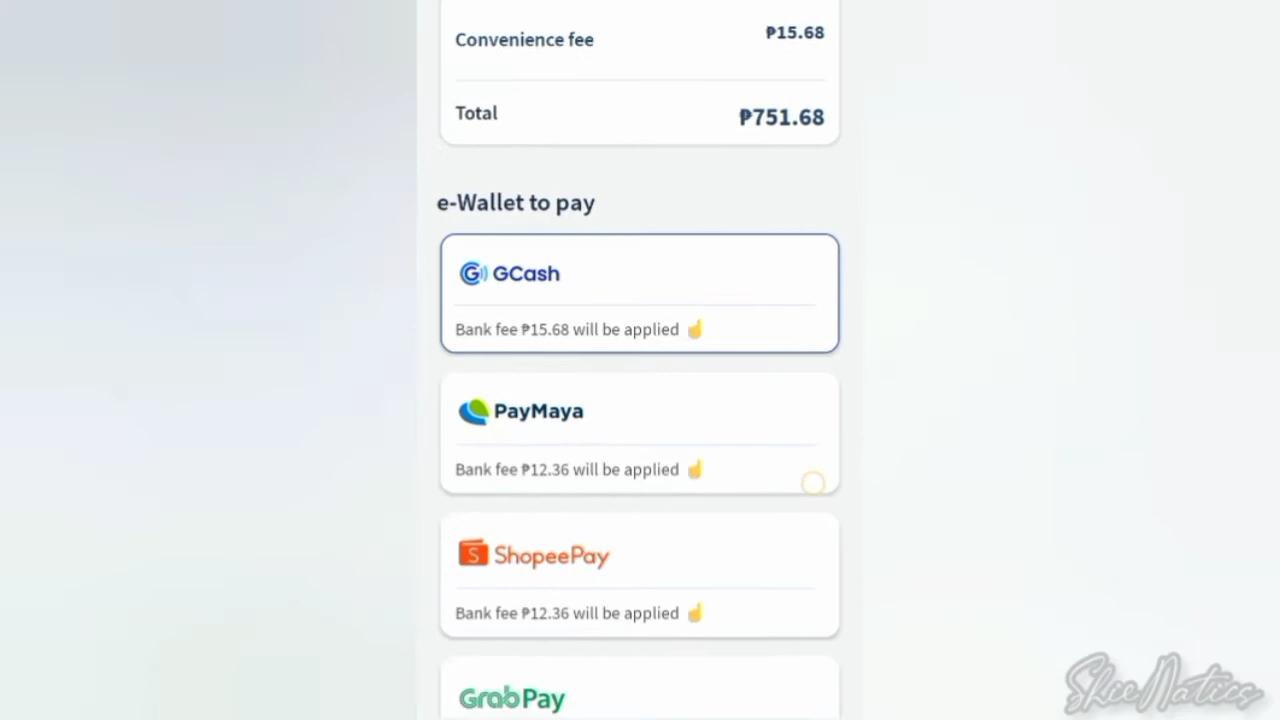 Convenience fee ₱15.68
Total ₱751.68
e-Wallet to pay
GCash
Bank fee ₱15.68 will be applied ☝
PayMaya
Bank fee ₱12.36 will be applied ☝
S ShopeePay
Bank fee ₱12.36 will be applied ☝
GrabPay
SkieNatics